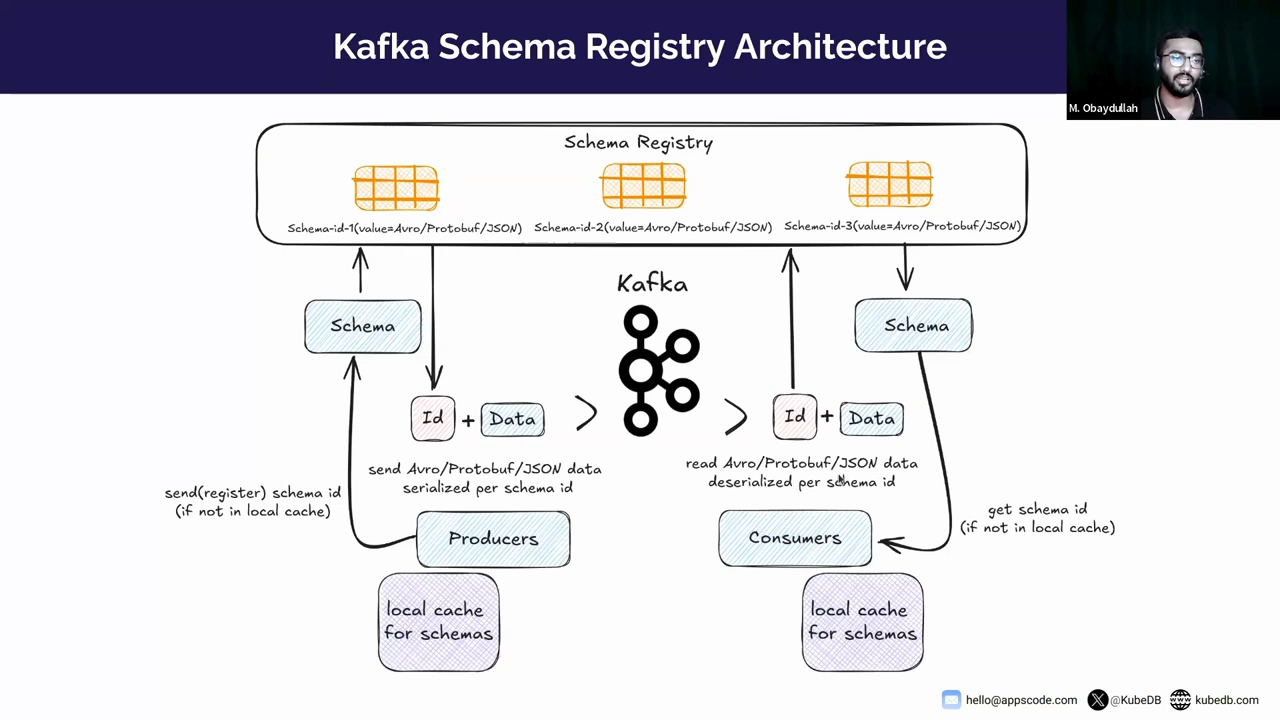 Kafka Schema Registry Architecture
M. Obaydullah
Schema Registry
Schema-id-1(value=Avro/Protobuf/JSON)
Schema-id-2(value=Avro/Protobuf/JSON)
Schema-id-3(value=Avro/Protobuf/JSON)
Kafka
Schema
Schema
Id + Data
>
>
Id + Data
send Avro/Protobuf/JSON data
serialized per schema id
read Avro/Protobuf/JSON data
deserialized per schema id
send(register) schema id
(if not in local cache)
get schema id
(if not in local cache)
Producers
Consumers
local cache
for schemas
local cache
for schemas
hello@appscode.com
@KubeDB
kubedb.com